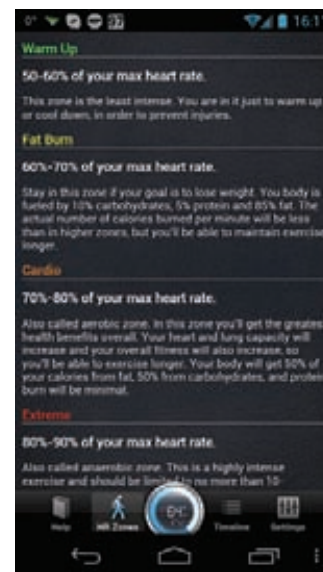 0° 16:1
Warm Up
50-60% of your max heart rate.
This zone is the least intense. You are in it just to warm up
or cool down, in order to prevent injuries.
Fat Burn
60%-70% of your max heart rate.
Stay in this zone if your goal is to lose weight. You body is
fueled by 10% carbohydrates, 5% protein and 85% fat. The
actual number of calories burned per minute will be less
than in higher zones, but you'll be able to maintain exercise
longer.
Cardio
70%-80% of your max heart rate.
Also called aerobic zone. In this zone you'll get the greates
health benefits overall. Your heart and lung capacity will
increase and your overall fitness will also increase, so
you'll be able to exercise longer. Your body will get 50% of
your calories from fat, 50% from carbohydrates, and protein
burn will be minimal.
Extreme
80%-90% of your max heart rate.
Also called anaerobic zone. This is a highly intense
exercise and should be limited to no more than 10-
Help HR Zones Timeline Settings